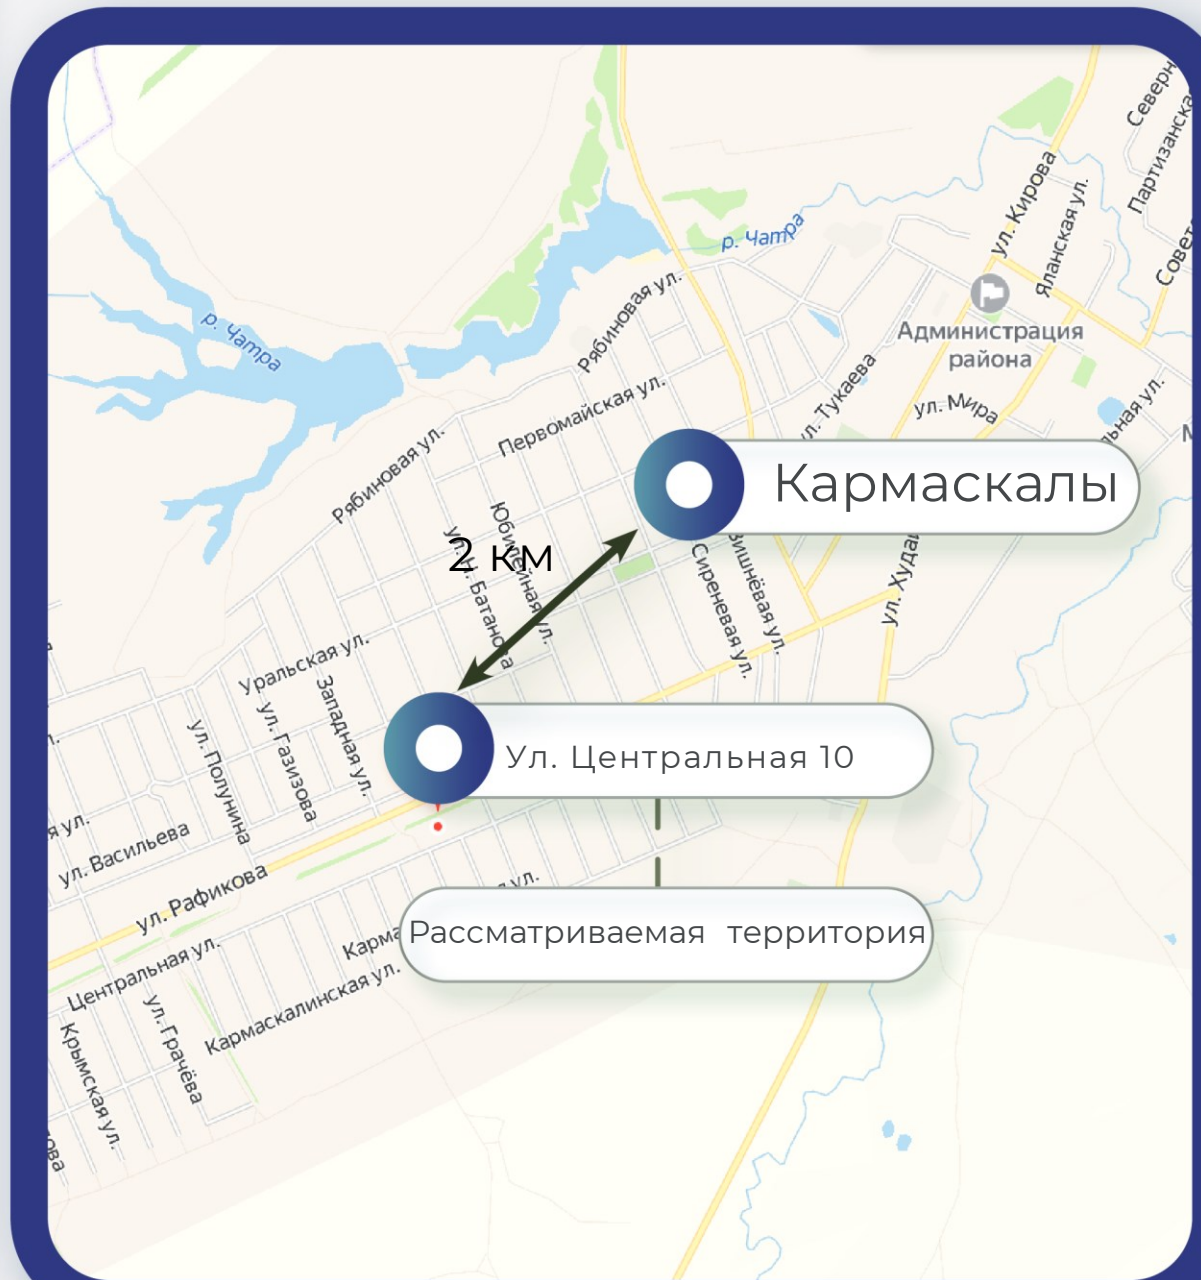 Северн
Партизанска
ул. Кирова
Яланская ул.
Совет
р. Чатра
Рябиновая ул.
Администрация
района
р. Чатра
ул. Тукаева
ул. Мира
Первомайская ул.
Рябиновая ул.
Кармаскалы
2 км
Юбилейная ул.
ул. Н. Батанова
Сиреневая ул.
Вишнёвая ул.
ул. Худай
Уральская ул.
Западная ул.
ул. Газизова
ул. Полунина
Ул. Центральная 10
ул. Васильева
ул. Рафикова
Рассматриваемая территория
Карма
Центральная ул.
Кармаскалинская ул.
ул. Грачёва
Крымская ул.